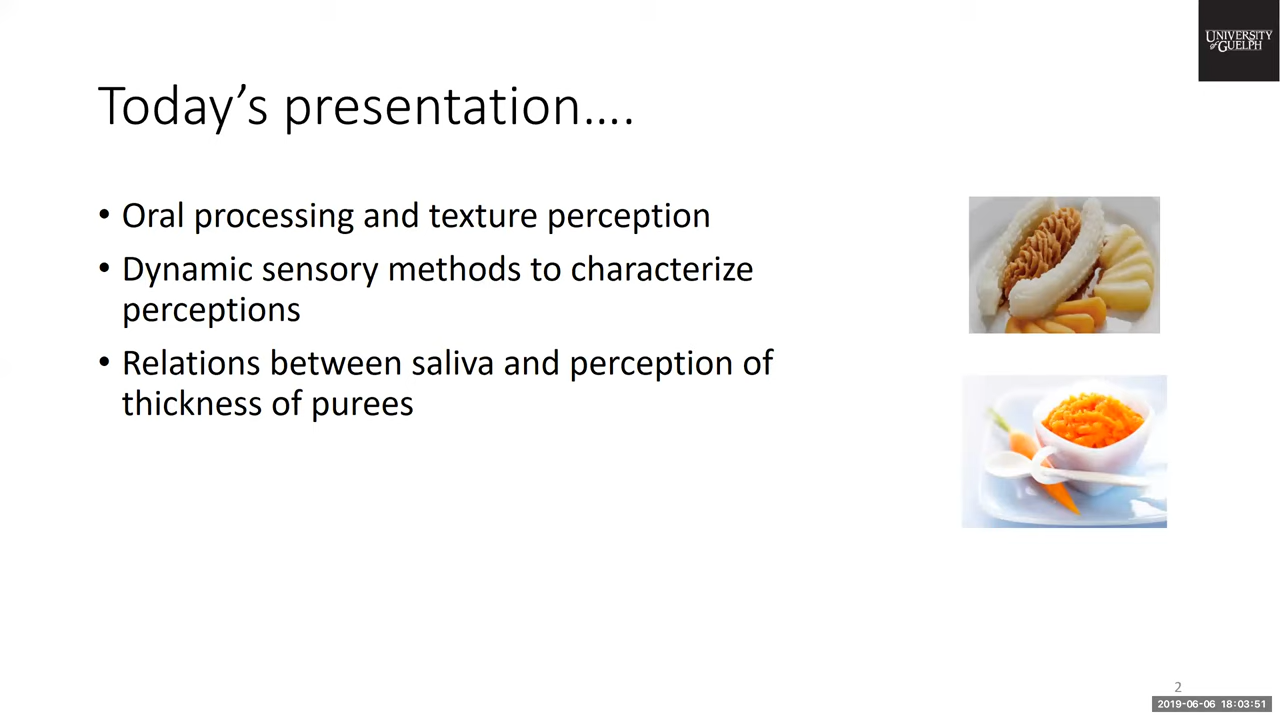 UNIVERSITY
of GUELPH
Today's presentation....
• Oral processing and texture perception
• Dynamic sensory methods to characterize
perceptions
• Relations between saliva and perception of
thickness of purees
2
2019-06-06 18:03:51